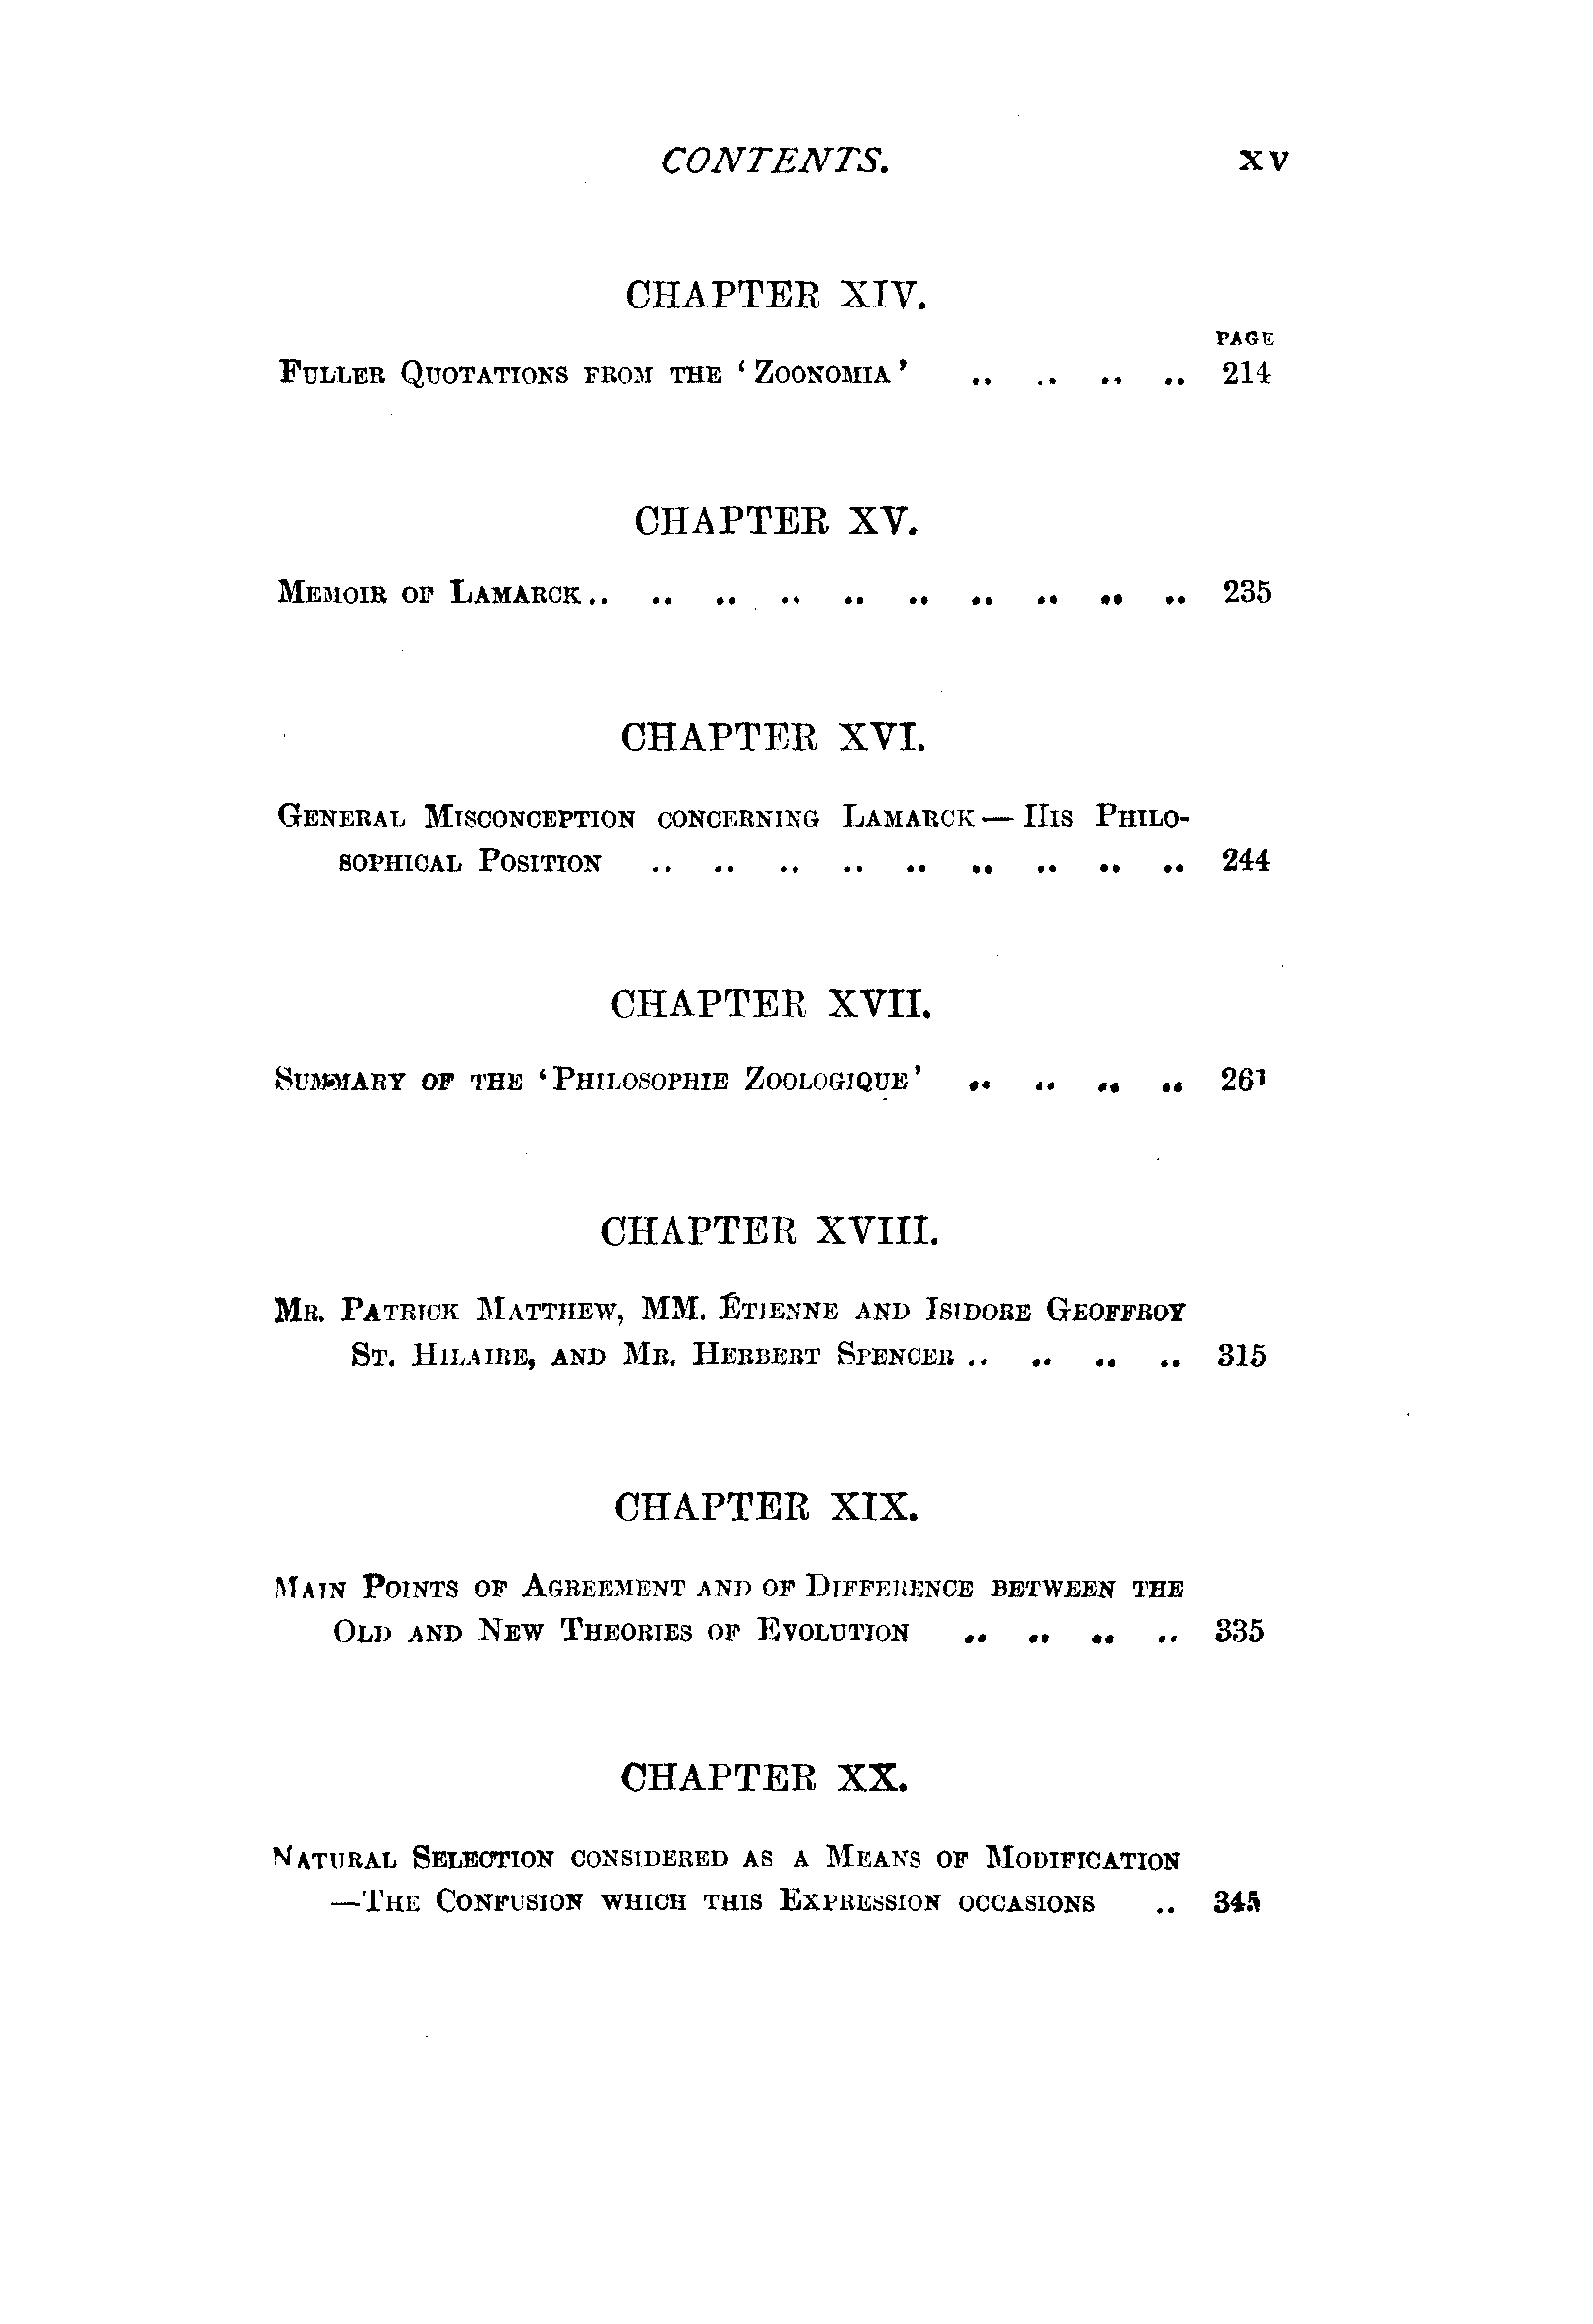 CONTENTS. xv
CHAPTER XIV.
PAGE
FULLER QUOTATIONS FROM THE ‘ZOONOMIA’ .. .. .. .. 214
CHAPTER XV.
MEMOIR OF LAMARCK .. .. .. .. .. .. .. .. .. .. 235
CHAPTER XVI.
GENERAL MISCONCEPTION CONCERNING LAMARCK — HIS PHILO-
SOPHICAL POSITION .. .. .. .. .. .. .. .. .. 244
CHAPTER XVII.
SUMMARY OF THE ‘PHILOSOPHIE ZOOLOGIQUE’ .. .. .. .. 261
CHAPTER XVIII.
MR. PATRICK MATTHEW, MM. ÉTIENNE AND ISIDORE GEOFFROY
ST. HILAIRE, AND MR. HERBERT SPENCER .. .. .. .. 315
CHAPTER XIX.
MAIN POINTS OF AGREEMENT AND OF DIFFERENCE BETWEEN THE
OLD AND NEW THEORIES OF EVOLUTION .. .. .. .. 335
CHAPTER XX.
NATURAL SELECTION CONSIDERED AS A MEANS OF MODIFICATION
—THE CONFUSION WHICH THIS EXPRESSION OCCASIONS .. 345